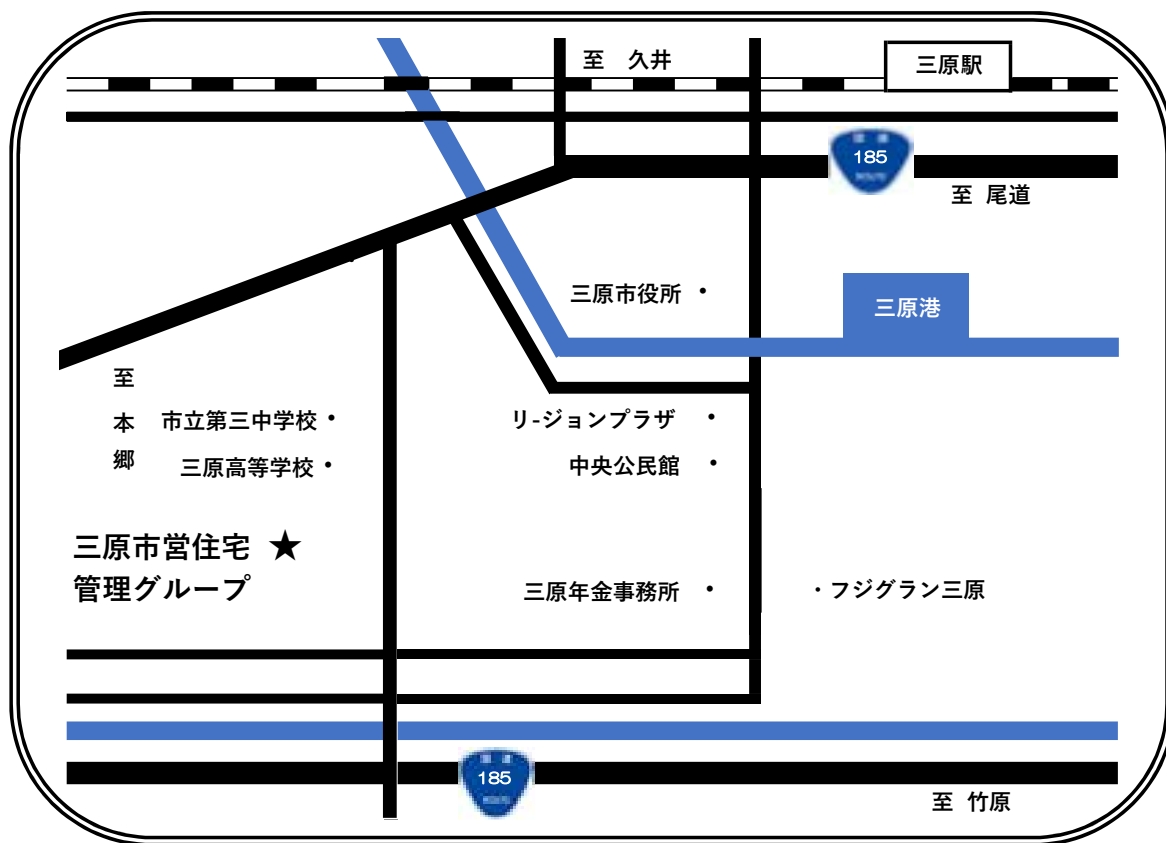 至 久井
三原駅
185
至 尾道
三原市役所 ・
三原港
至
本
郷
市立第三中学校・
三原高等学校・
リ-ジョンプラザ ・
中央公民館 ・
三原市営住宅 ★
管理グループ
三原年金事務所 ・
・フジグラン三原
185
至 竹原